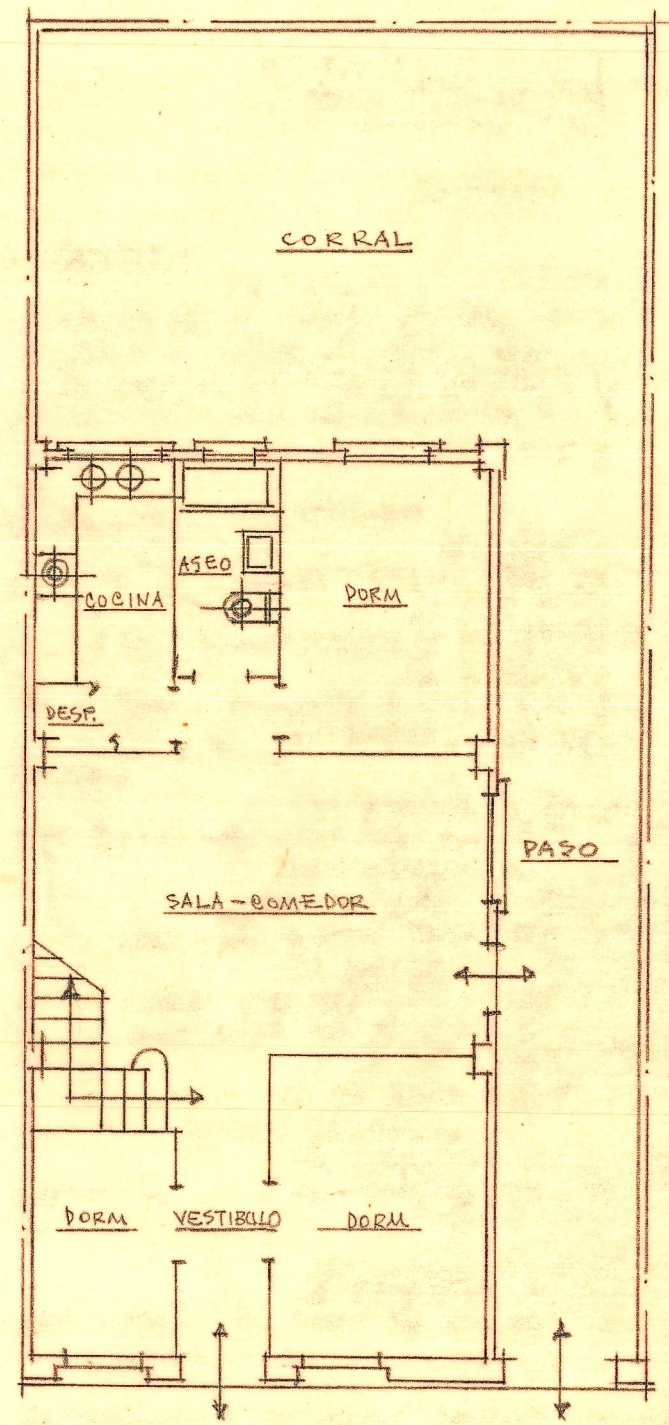 CORRAL
ASEO
COCINA
DORM
DESP.
PASO
SALA-COMEDOR
DORM
VESTIBULO
DORM